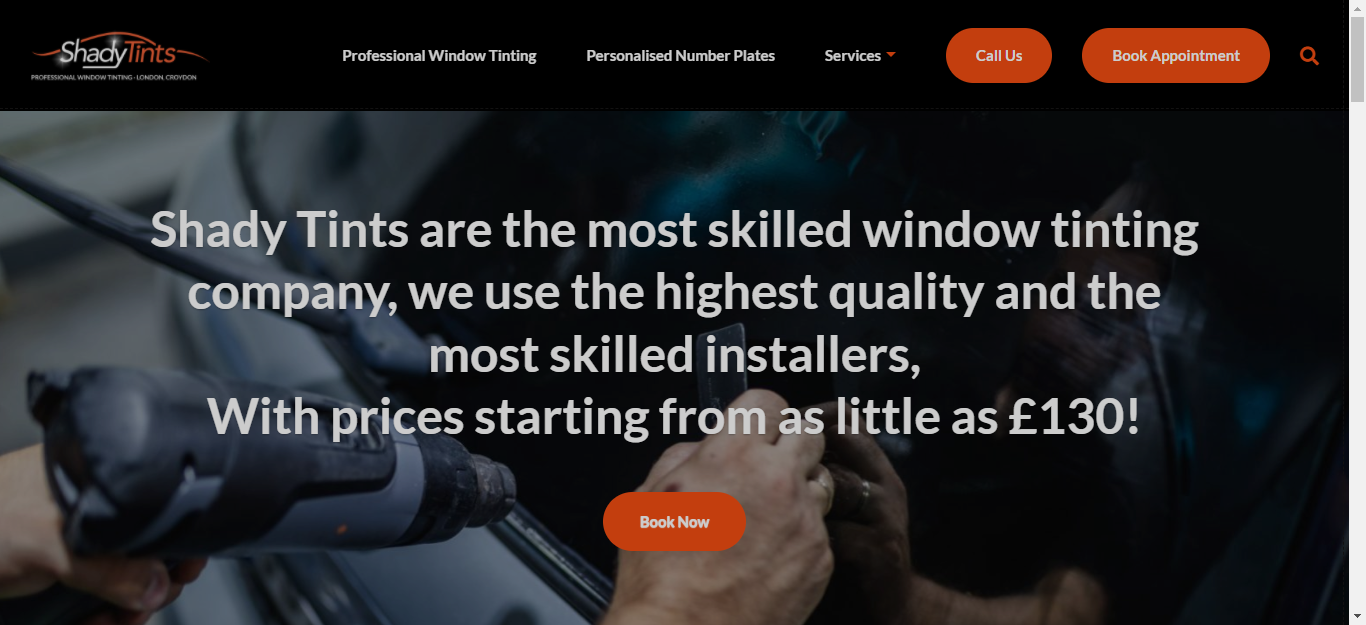 ShadyTints
PROFESSIONAL WINDOW TINTING - LONDON, CROYDON
Professional Window Tinting
Personalised Number Plates
Services
Call Us
Book Appointment
Shady Tints are the most skilled window tinting
company, we use the highest quality and the
most skilled installers,
With prices starting from as little as £130!
Book Now